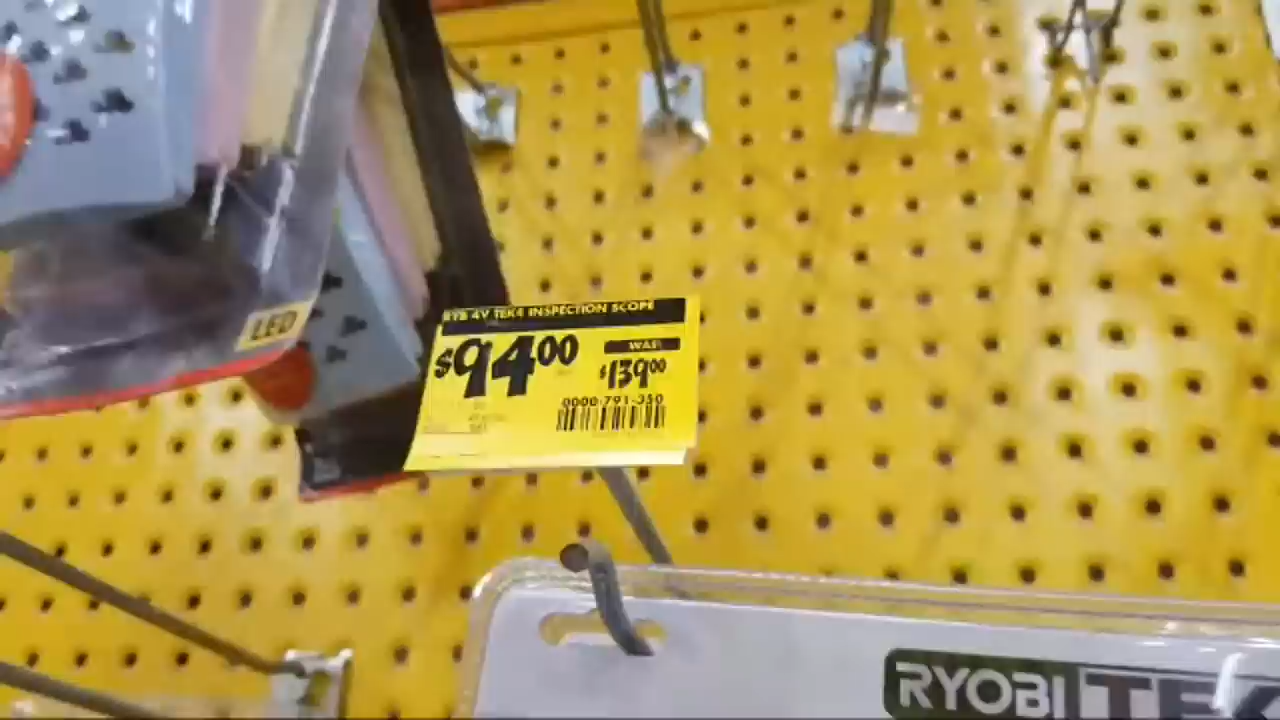 LED
RYB 4V TEK4 INSPECTION SCOPE
$94.00
WAS:
$139.00
0000-791-350
RYOBI TEK